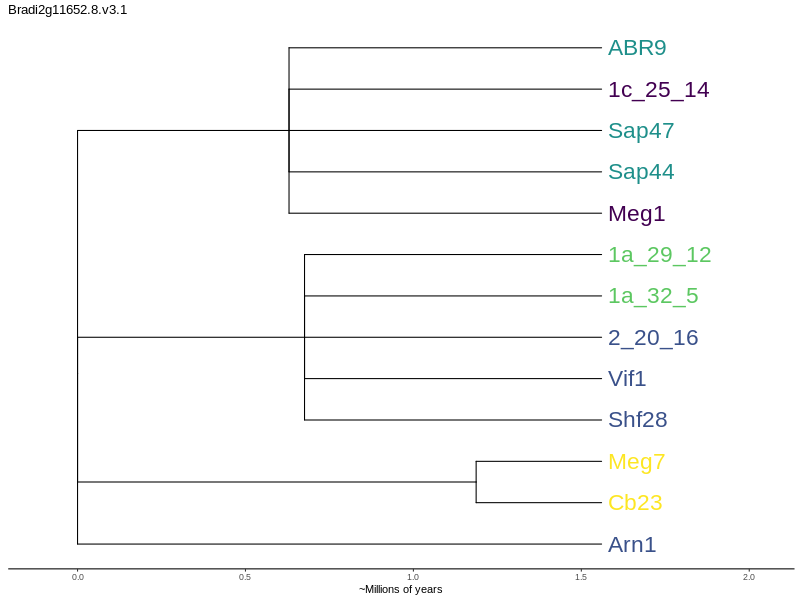 Bradi2g11652.8.v3.1
ABR9
1c_25_14
Sap47
Sap44
Meg1
1a_29_12
1a_32_5
2_20_16
Vif1
Shf28
Meg7
Cb23
Arn1
0.0 0.5 1.0 1.5 2.0
~Millions of years